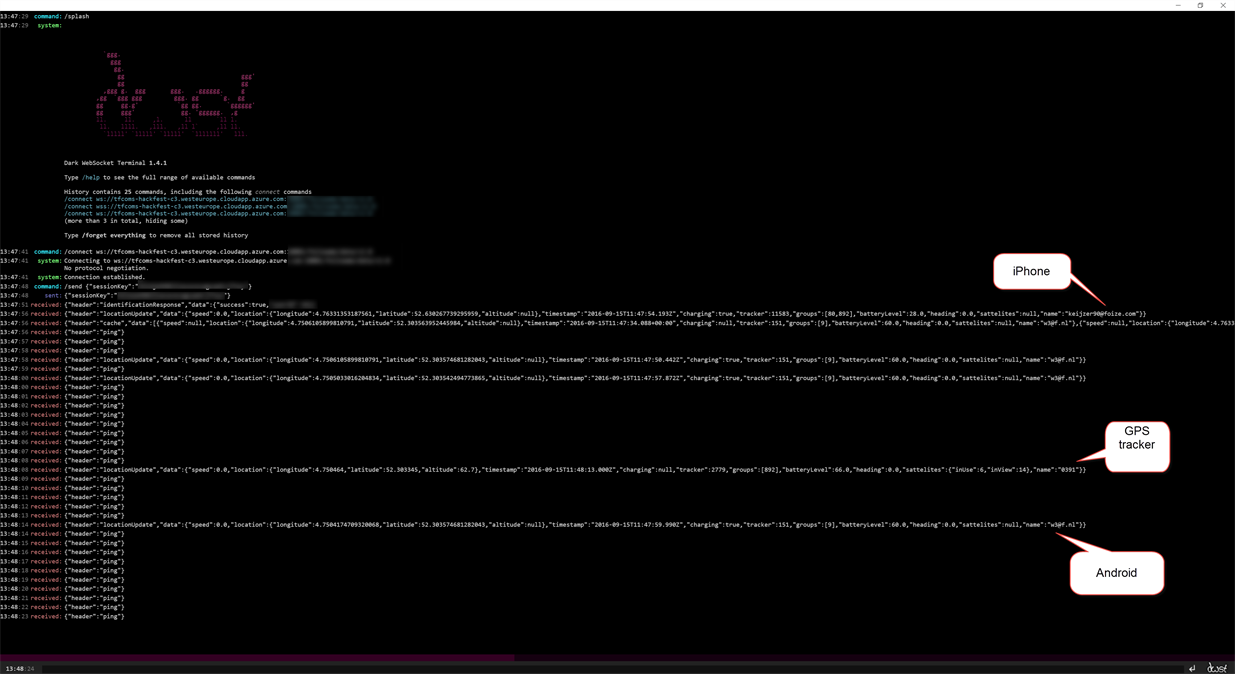 13:47:29 command: /splash
13:47:29 system:
Dark WebSocket Terminal 1.4.1
Type /help to see the full range of available commands
History contains 25 commands, including the following connect commands
/connect ws://tfcoms-hackfest-c3.westeurope.cloudapp.azure.com:
/connect wss://tfcoms-hackfest-c3.westeurope.cloudapp.azure.com
/connect ws://tfcoms-hackfest-c3.westeurope.cloudapp.azure.com:
(more than 3 in total, hiding some)
Type /forget everything to remove all stored history
13:47:41 command: /connect ws://tfcoms-hackfest-c3.westeurope.cloudapp.azure.com:
13:47:41 system: Connecting to ws://tfcoms-hackfest-c3.westeurope.cloudapp.azure
No protocol negotiation.
13:47:41 system: Connection established.
13:47:48 command: /send {"sessionKey":" }
13:47:48 sent: {"sessionKey":" "}
13:47:51 received: {"header":"identificationResponse","data":{"success":true,
13:47:56 received: {"header":"locationUpdate","data":{"speed":0.0,"location":{"longitude":4.76331353187561,"latitude":52.630267739295959,"altitude":null},"timestamp":"2016-09-15T11:47:54.193Z","charging":true,"tracker":11583,"groups":[80,892],"batteryLevel":28.0,"heading":0.0,"sattelites":null,"name":"keijzer90@foize.com"}}
13:47:56 received: {"header":"cache","data":[{"speed":null,"location":{"longitude":4.7506105899810791,"latitude":52.303563952445984,"altitude":null},"timestamp":"2016-09-15T11:47:34.088+00:00","charging":null,"tracker":151,"groups":[9],"batteryLevel":60.0,"heading":0.0,"sattelites":null,"name":"w3@f.nl"},{"speed":null,"location":{"longitude":4.7633
13:47:56 received: {"header":"ping"}
13:47:57 received: {"header":"ping"}
13:47:58 received: {"header":"ping"}
13:47:58 received: {"header":"locationUpdate","data":{"speed":0.0,"location":{"longitude":4.7506105899810791,"latitude":52.303574681282043,"altitude":null},"timestamp":"2016-09-15T11:47:50.442Z","charging":true,"tracker":151,"groups":[9],"batteryLevel":60.0,"heading":0.0,"sattelites":null,"name":"w3@f.nl"}}
13:47:59 received: {"header":"ping"}
13:48:00 received: {"header":"locationUpdate","data":{"speed":0.0,"location":{"longitude":4.7505033016204834,"latitude":52.303542494773865,"altitude":null},"timestamp":"2016-09-15T11:47:57.872Z","charging":true,"tracker":151,"groups":[9],"batteryLevel":60.0,"heading":0.0,"sattelites":null,"name":"w3@f.nl"}}
13:48:00 received: {"header":"ping"}
13:48:01 received: {"header":"ping"}
13:48:02 received: {"header":"ping"}
13:48:03 received: {"header":"ping"}
13:48:04 received: {"header":"ping"}
13:48:05 received: {"header":"ping"}
13:48:06 received: {"header":"ping"}
13:48:07 received: {"header":"ping"}
13:48:08 received: {"header":"ping"}
13:48:08 received: {"header":"locationUpdate","data":{"speed":0.0,"location":{"longitude":4.750464,"latitude":52.303345,"altitude":62.7},"timestamp":"2016-09-15T11:48:13.000Z","charging":null,"tracker":2779,"groups":[892],"batteryLevel":66.0,"heading":0.0,"sattelites":{"inUse":6,"inView":14},"name":"0391"}}
13:48:09 received: {"header":"ping"}
13:48:10 received: {"header":"ping"}
13:48:11 received: {"header":"ping"}
13:48:12 received: {"header":"ping"}
13:48:13 received: {"header":"ping"}
13:48:14 received: {"header":"locationUpdate","data":{"speed":0.0,"location":{"longitude":4.7504174709320068,"latitude":52.303574681282043,"altitude":null},"timestamp":"2016-09-15T11:47:59.990Z","charging":true,"tracker":151,"groups":[9],"batteryLevel":60.0,"heading":0.0,"sattelites":null,"name":"w3@f.nl"}}
13:48:14 received: {"header":"ping"}
13:48:15 received: {"header":"ping"}
13:48:16 received: {"header":"ping"}
13:48:17 received: {"header":"ping"}
13:48:18 received: {"header":"ping"}
13:48:19 received: {"header":"ping"}
13:48:20 received: {"header":"ping"}
13:48:21 received: {"header":"ping"}
13:48:22 received: {"header":"ping"}
13:48:23 received: {"header":"ping"}
iPhone
GPS
tracker
Android
13:48:24
dwst